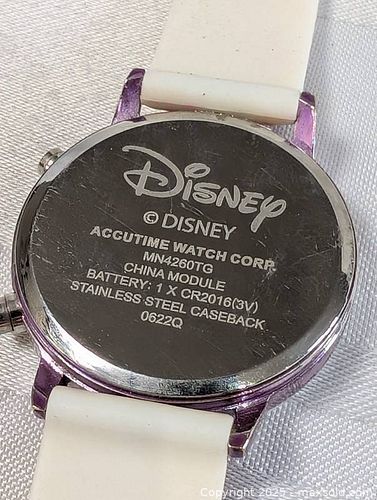 Disney
© DISNEY
ACCUTIME WATCH CORP
MN4260TG
CHINA MODULE
BATTERY: 1 X CR2016(3V)
STAINLESS STEEL CASEBACK
0622Q
Copyright 2025 - maxsold.com